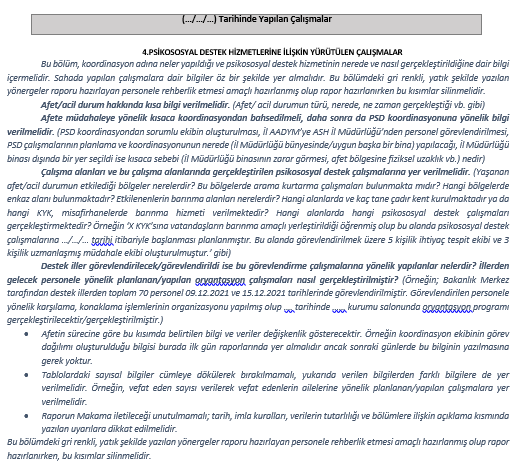 (.../.../...) Tarihinde Yapılan Çalışmalar
4.PSİKOSOSYAL DESTEK HİZMETLERİNE İLİŞKİN YÜRÜTÜLEN ÇALIŞMALAR
Bu bölüm, koordinasyon adına neler yapıldığı ve psikososyal destek hizmetinin nerede ve nasıl gerçekleştirildiğine dair bilgi
içermelidir. Sahada yapılan çalışmalara dair bilgiler öz bir şekilde yer almalıdır. Bu bölümdeki gri renkli, yatık şekilde yazılan
yönergeler raporu hazırlayan personele rehberlik etmesi amaçlı hazırlanmış olup rapor hazırlanırken bu kısımlar silinmelidir.
Afet/acil durum hakkında kısa bilgi verilmelidir. (Afet/ acil durumun türü, nerede, ne zaman gerçekleştiği vb. gibi)
Afete müdahaleye yönelik kısaca koordinasyondan bahsedilmeli, daha sonra da PSD koordinasyonuna yönelik bilgi
verilmelidir. (PSD koordinasyondan sorumlu ekibin oluşturulması, İl AADYM'ye ASH İl Müdürlüğü'nden personel görevlendirilmesi,
PSD çalışmalarının planlama ve koordinasyonunun nerede (İl Müdürlüğü bünyesinde/uygun başka bir bina) yapılacağı, İl Müdürlüğü
binası dışında bir yer seçildi ise kısaca sebebi (İl Müdürlüğü binasının zarar görmesi, afet bölgesine fiziksel uzaklık vb.) nedir)
Çalışma alanları ve bu çalışma alanlarında gerçekleştirilen psikososyal destek çalışmalarına yer verilmelidir. (Yaşanan
afet/acil durumun etkilediği bölgeler nerelerdir? Bu bölgelerde arama kurtarma çalışmaları bulunmakta mıdır? Hangi bölgelerde
enkaz alanı bulunmaktadır? Etkilenenlerin barınma alanları nerelerdir? Hangi alanlarda ve kaç tane çadır kent kurulmaktadır ya da
hangi KYK, misafirhanelerde barınma hizmeti verilmektedir? Hangi alanlarda hangi psikososyal destek çalışmaları
gerçekleştirmektedir? Örneğin 'X KYK'sına vatandaşların barınma amaçlı yerleştirildiği öğrenmiş olup bu alanda psikososyal destek
çalışmalarına .../.../... tarihi itibariyle başlanması planlanmıştır. Bu alanda görevlendirilmek üzere 5 kişilik ihtiyaç tespit ekibi ve 3
kişilik uzmanlaşmış müdahale ekibi oluşturulmuştur.' gibi)
Destek iller görevlendirilecek/görevlendirildi ise bu görevlendirme çalışmalarına yönelik yapılanlar nelerdir? İllerden
gelecek personele yönelik planlanan/yapılan oryantasyon çalışmaları nasıl gerçekleştirilmiştir? (Örneğin; Bakanlık Merkez
tarafından destek illerden toplam 70 personel 09.12.2021 ve 15.12.2021 tarihlerinde görevlendirilmiştir. Görevlendirilen personele
yönelik karşılama, konaklama işlemlerinin organizasyonu yapılmış olup ... tarihinde ... kurumu salonunda oryantasyon programı
gerçekleştirilecektir/gerçekleştirilmiştir.)
• Afetin sürecine göre bu kısımda belirtilen bilgi ve veriler değişkenlik gösterecektir. Örneğin koordinasyon ekibinin görev
dağılımı oluşturulduğu bilgisi burada ilk gün raporlarında yer almalıdır ancak sonraki günlerde bu bilginin yazılmasına
gerek yoktur.
• Tablolardaki sayısal bilgiler cümleye dökülerek bırakılmamalı, yukarıda verilen bilgilerden farklı bilgilere de yer
verilmelidir. Örneğin, vefat eden sayısı verilerek vefat edenlerin ailelerine yönelik planlanan/yapılan çalışmalara yer
verilmelidir.
• Raporun Makama iletileceği unutulmamalı; tarih, imla kuralları, verilerin tutarlılığı ve bölümlere ilişkin açıklama kısmında
yazılan uyarılara dikkat edilmelidir.
Bu bölümdeki gri renkli, yatık şekilde yazılan yönergeler raporu hazırlayan personele rehberlik etmesi amaçlı hazırlanmış olup rapor
hazırlanırken, bu kısımlar silinmelidir.